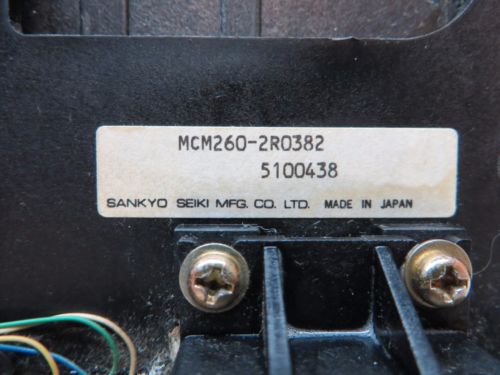 MCM260-2R0382
5100438
SANKYO SEIKI MFG. CO. LTD. MADE IN JAPAN